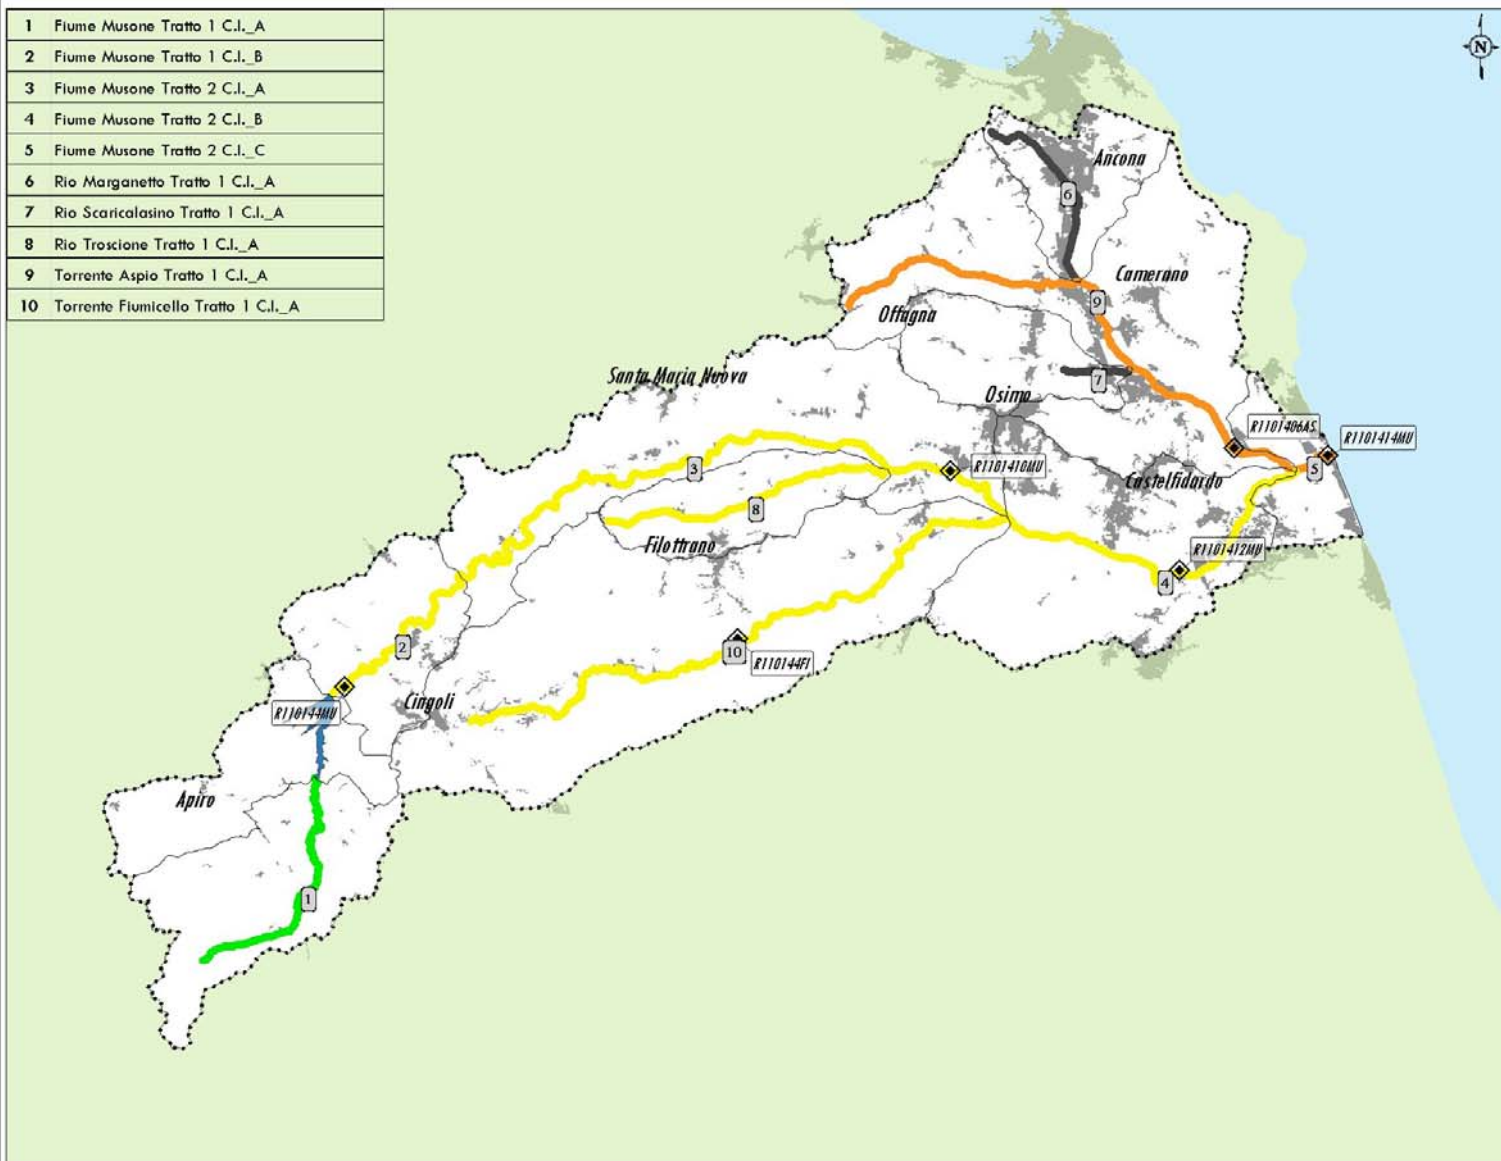 1 Fiume Musone Tratto 1 C.I._A
2 Fiume Musone Tratto 1 C.I._B
3 Fiume Musone Tratto 2 C.I._A
4 Fiume Musone Tratto 2 C.I._B
5 Fiume Musone Tratto 2 C.I._C
6 Rio Marganetto Tratto 1 C.I._A
7 Rio Scaricalasino Tratto 1 C.I._A
8 Rio Troscione Tratto 1 C.I._A
9 Torrente Aspio Tratto 1 C.I._A
10 Torrente Fiumicello Tratto 1 C.I._A
N
Ancona
6
Camerano
9
Offagna
Santa Maria Nuova
7
Osimo
R1101406AS
R1101414MU
3
R1101410MU
5
Castelfidardo
8
Filottrano
R1101412MU
4
2
10
R110144FI
Cingoli
R110144MU
Apiro
1